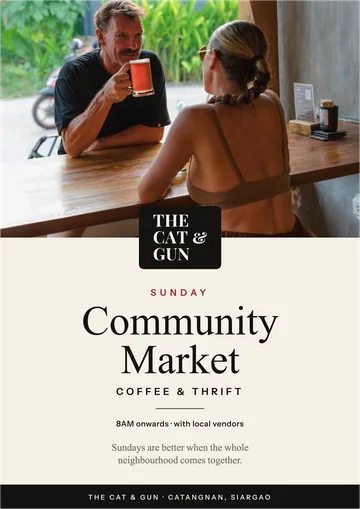 THE
CAT &
GUN
SUNDAY
Community
Market
COFFEE & THRIFT
8AM onwards · with local vendors
Sundays are better when the whole
neighbourhood comes together.
THE CAT & GUN · CATANGNAN, SIARGAO